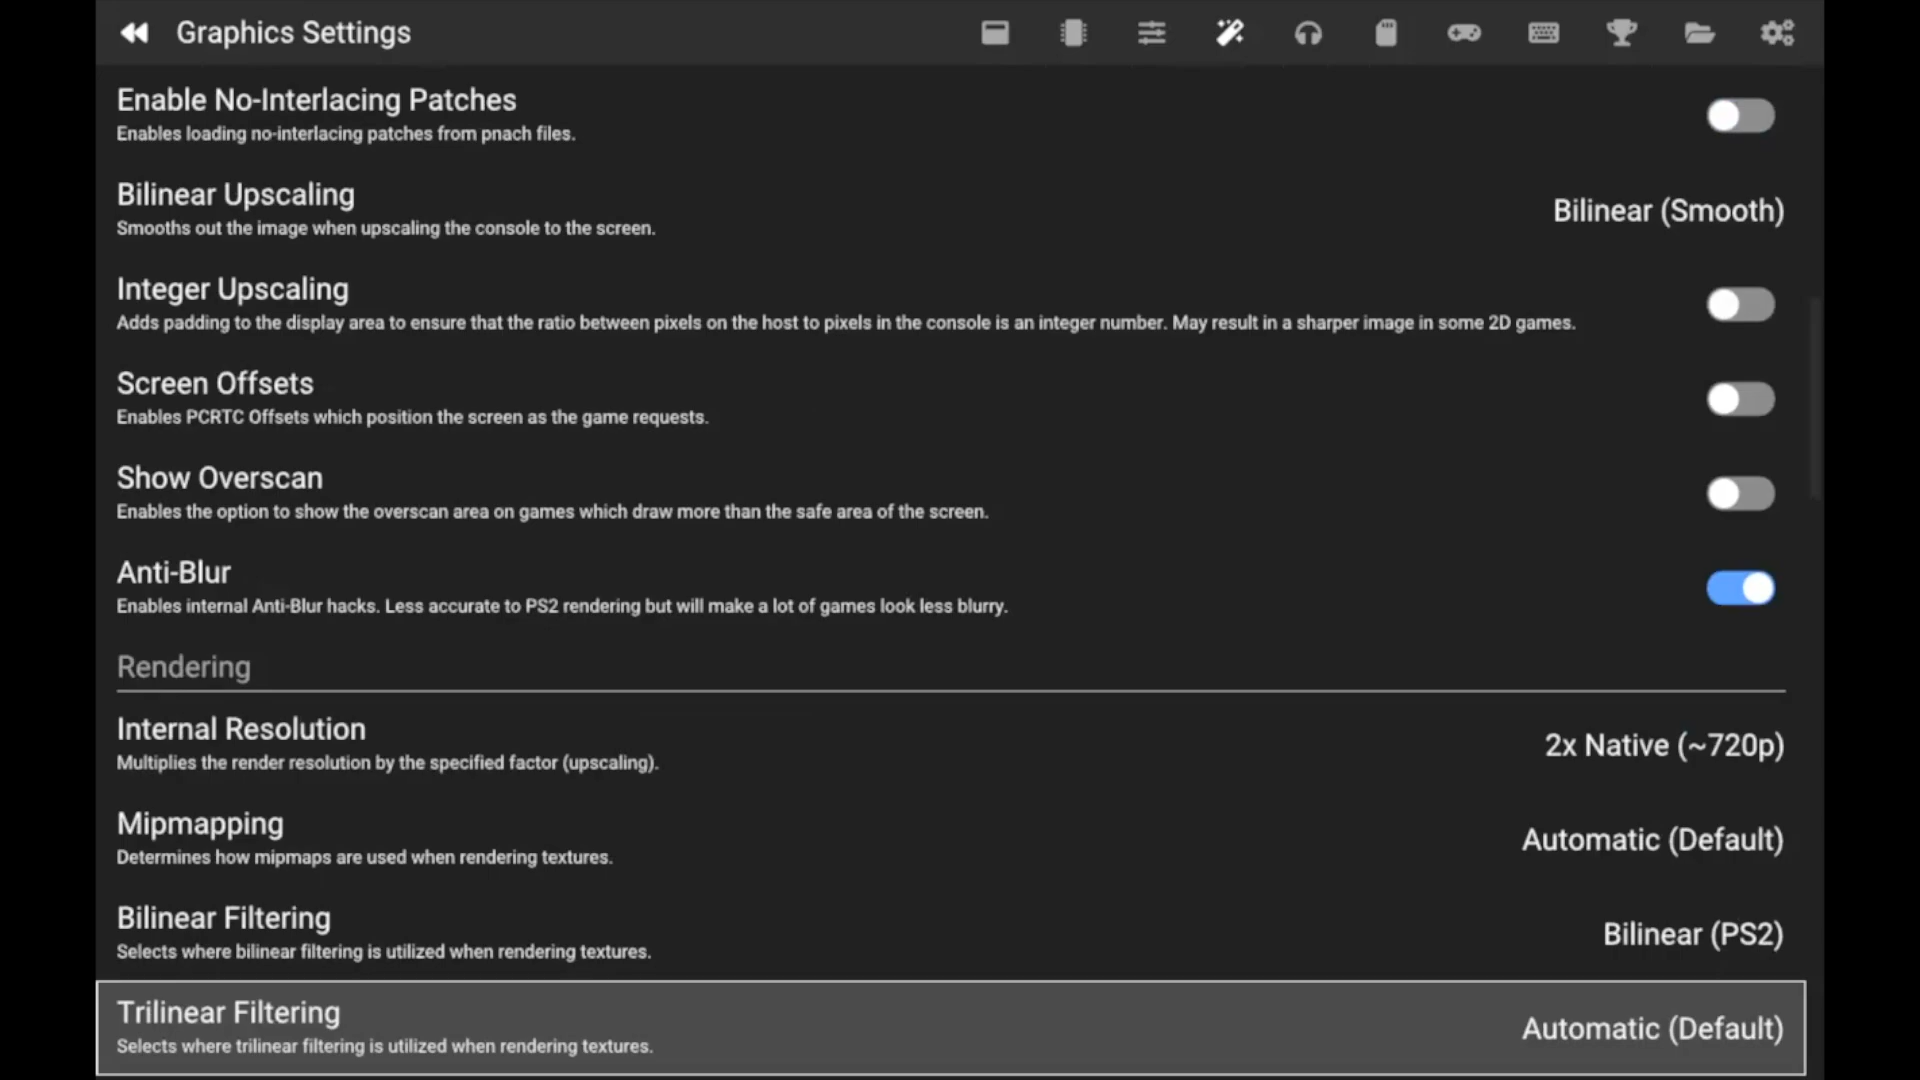 Graphics Settings
Enable No-Interlacing Patches
Enables loading no-interlacing patches from pnach files.
Bilinear Upscaling
Smooths out the image when upscaling the console to the screen.
Bilinear (Smooth)
Integer Upscaling
Adds padding to the display area to ensure that the ratio between pixels on the host to pixels in the console is an integer number. May result in a sharper image in some 2D games.
Screen Offsets
Enables PCRTC Offsets which position the screen as the game requests.
Show Overscan
Enables the option to show the overscan area on games which draw more than the safe area of the screen.
Anti-Blur
Enables internal Anti-Blur hacks. Less accurate to PS2 rendering but will make a lot of games look less blurry.
Rendering
Internal Resolution
Multiplies the render resolution by the specified factor (upscaling).
2x Native (~720p)
Mipmapping
Determines how mipmaps are used when rendering textures.
Automatic (Default)
Bilinear Filtering
Selects where bilinear filtering is utilized when rendering textures.
Bilinear (PS2)
Trilinear Filtering
Selects where trilinear filtering is utilized when rendering textures.
Automatic (Default)